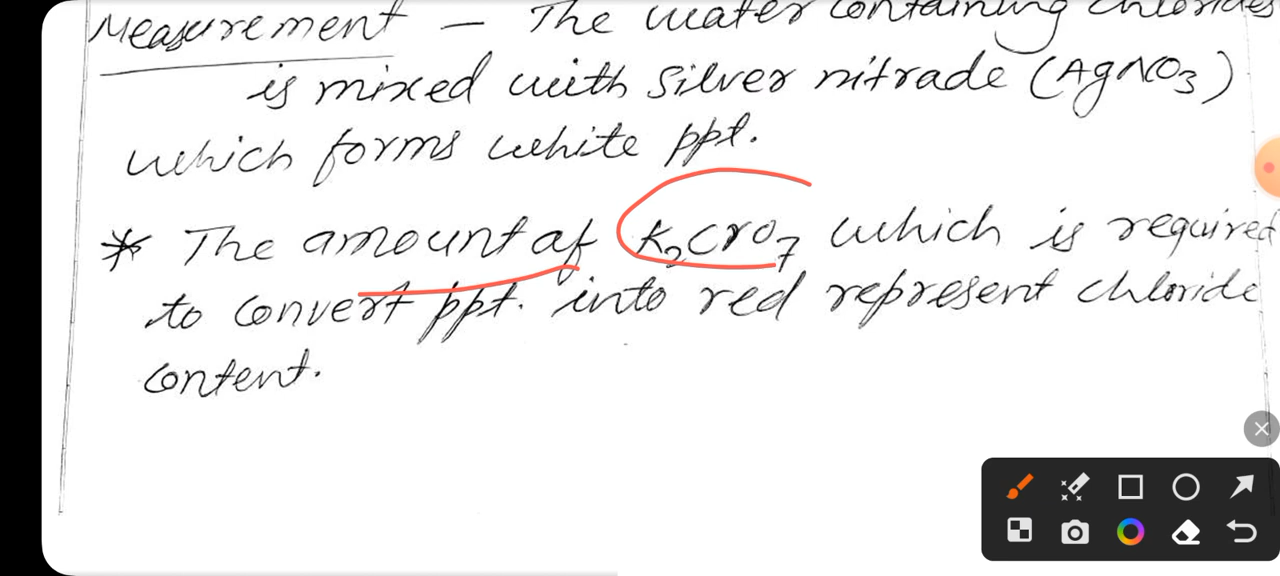 Measurement - The water containing chlorides
is mixed with silver nitrade (AgNO3)
which forms white ppt.
* The amount of K2CrO7 which is required
to convert ppt. into red represent chloride
content.